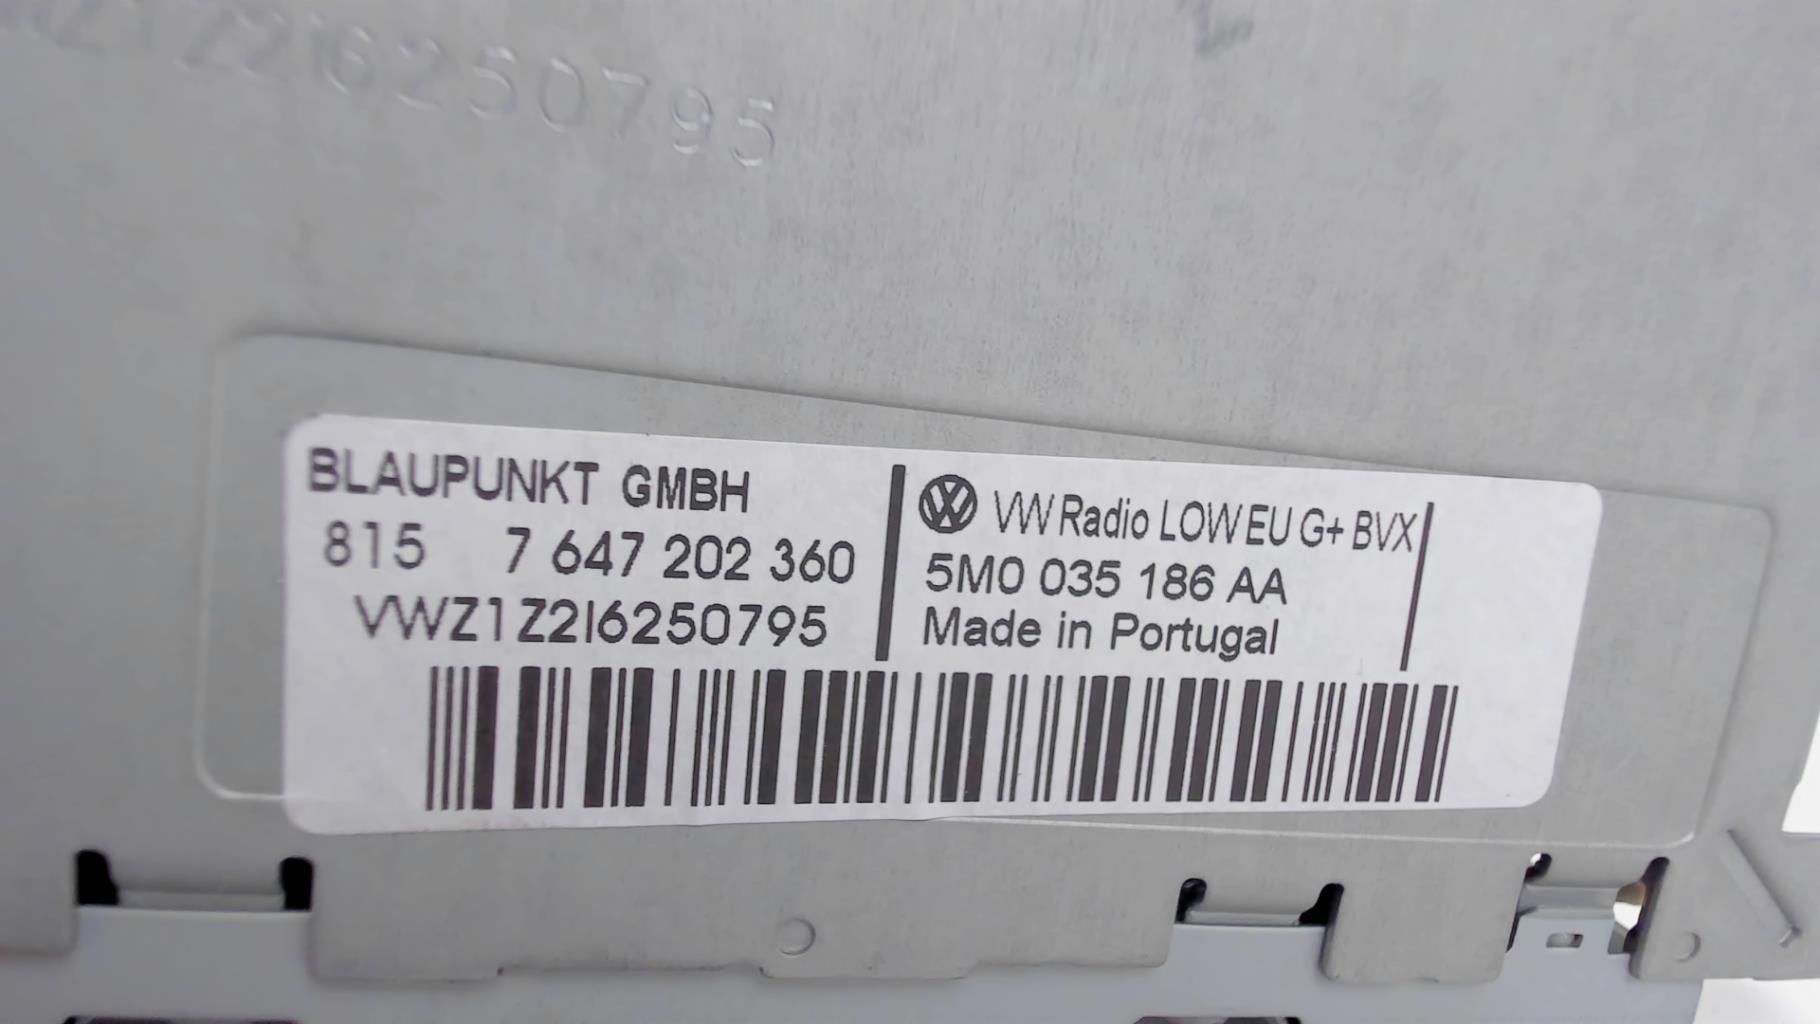 Z1Z2I6250795
BLAUPUNKT GMBH
815 7 647 202 360
VWZ1Z2I6250795
VW Radio LOW EU G+ BVX
5M0 035 186 AA
Made in Portugal